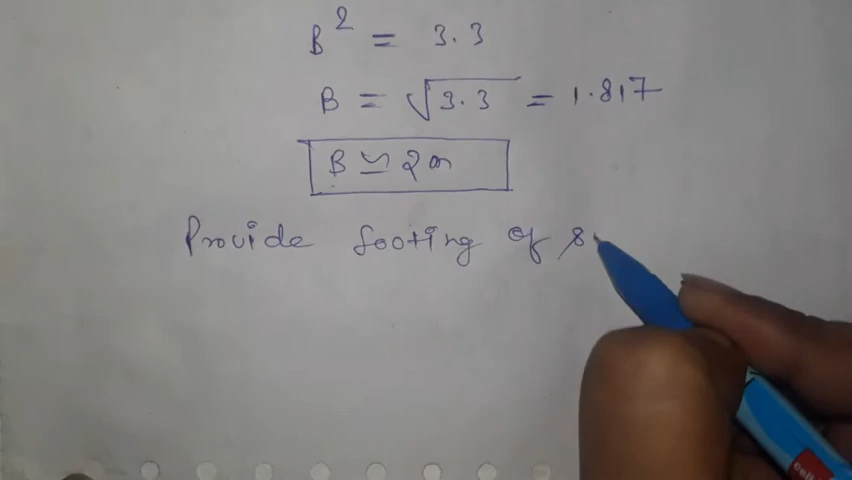 B² = 3.3
B = √3.3 = 1.817
B ≃ 2m
Provide footing of s